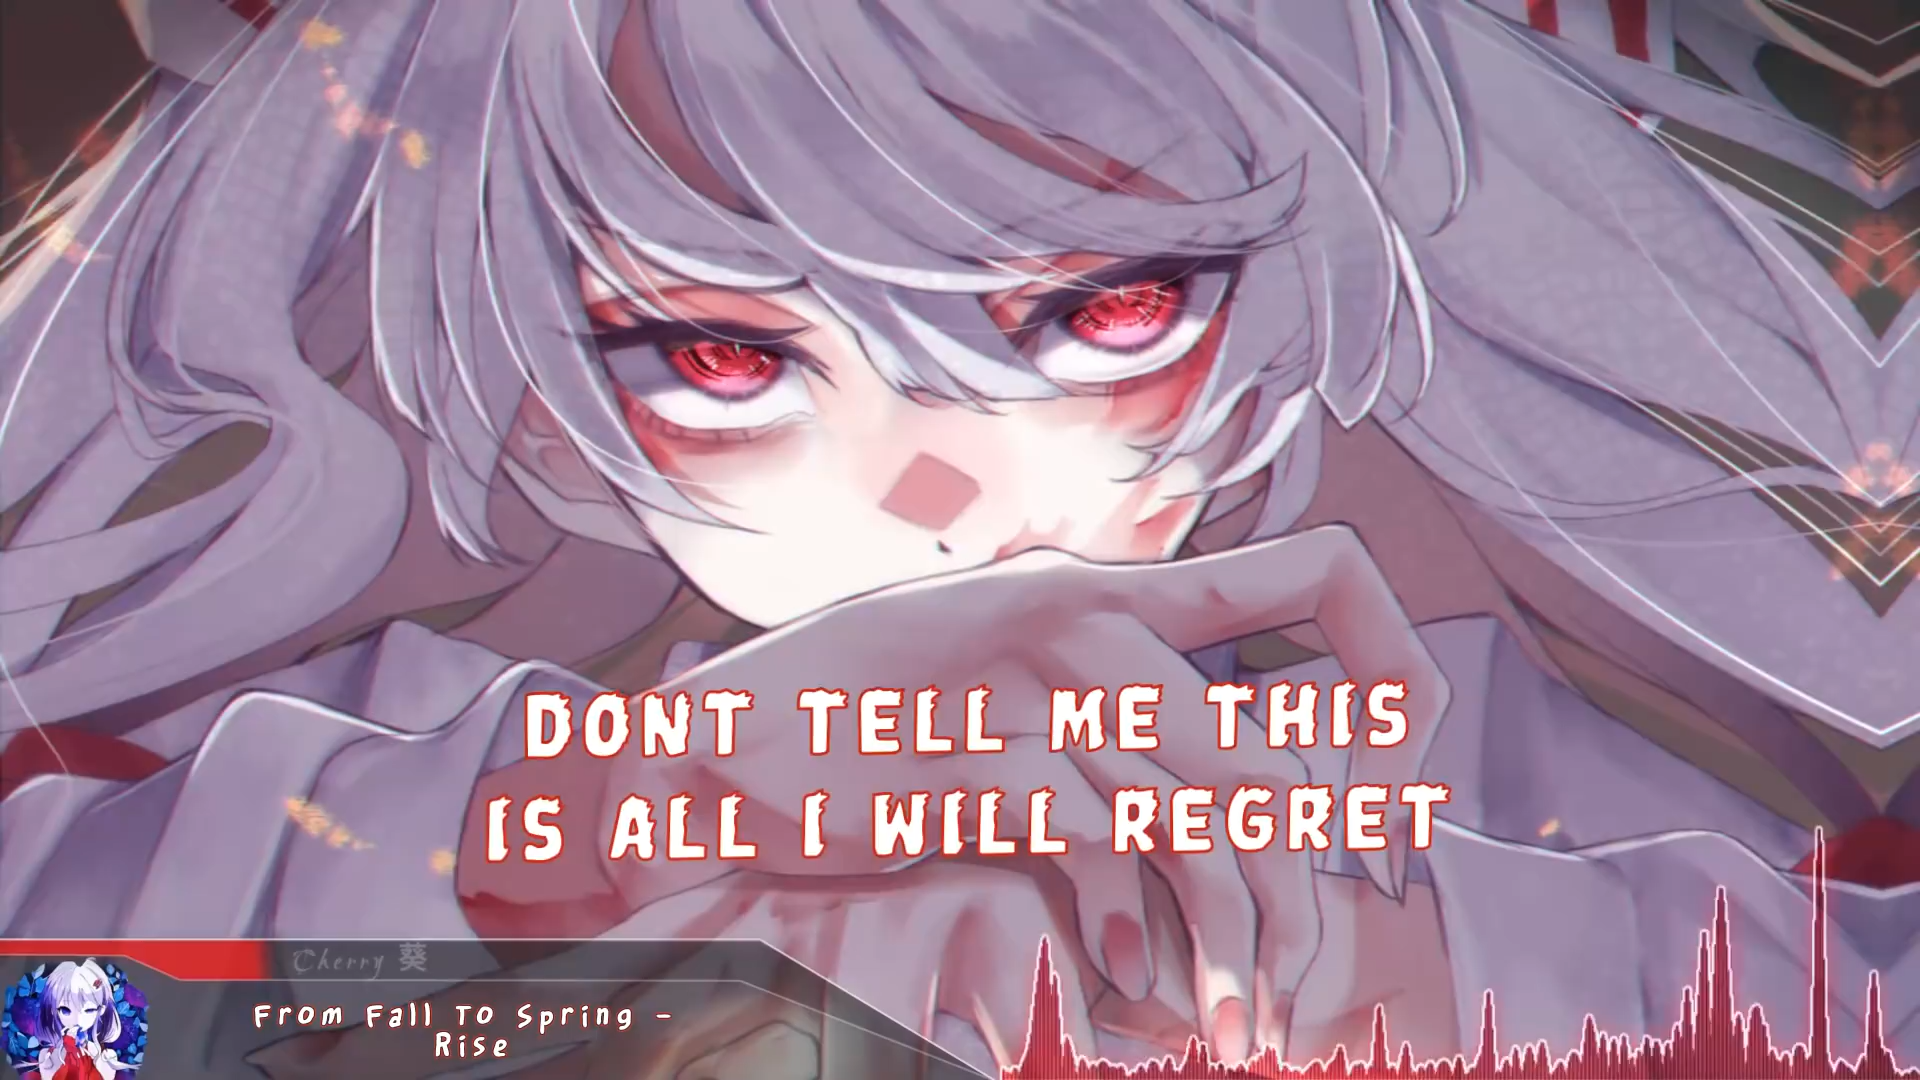 DONT TELL ME THIS
IS ALL I WILL REGRET
Cherry 葵
From Fall To Spring -
Rise